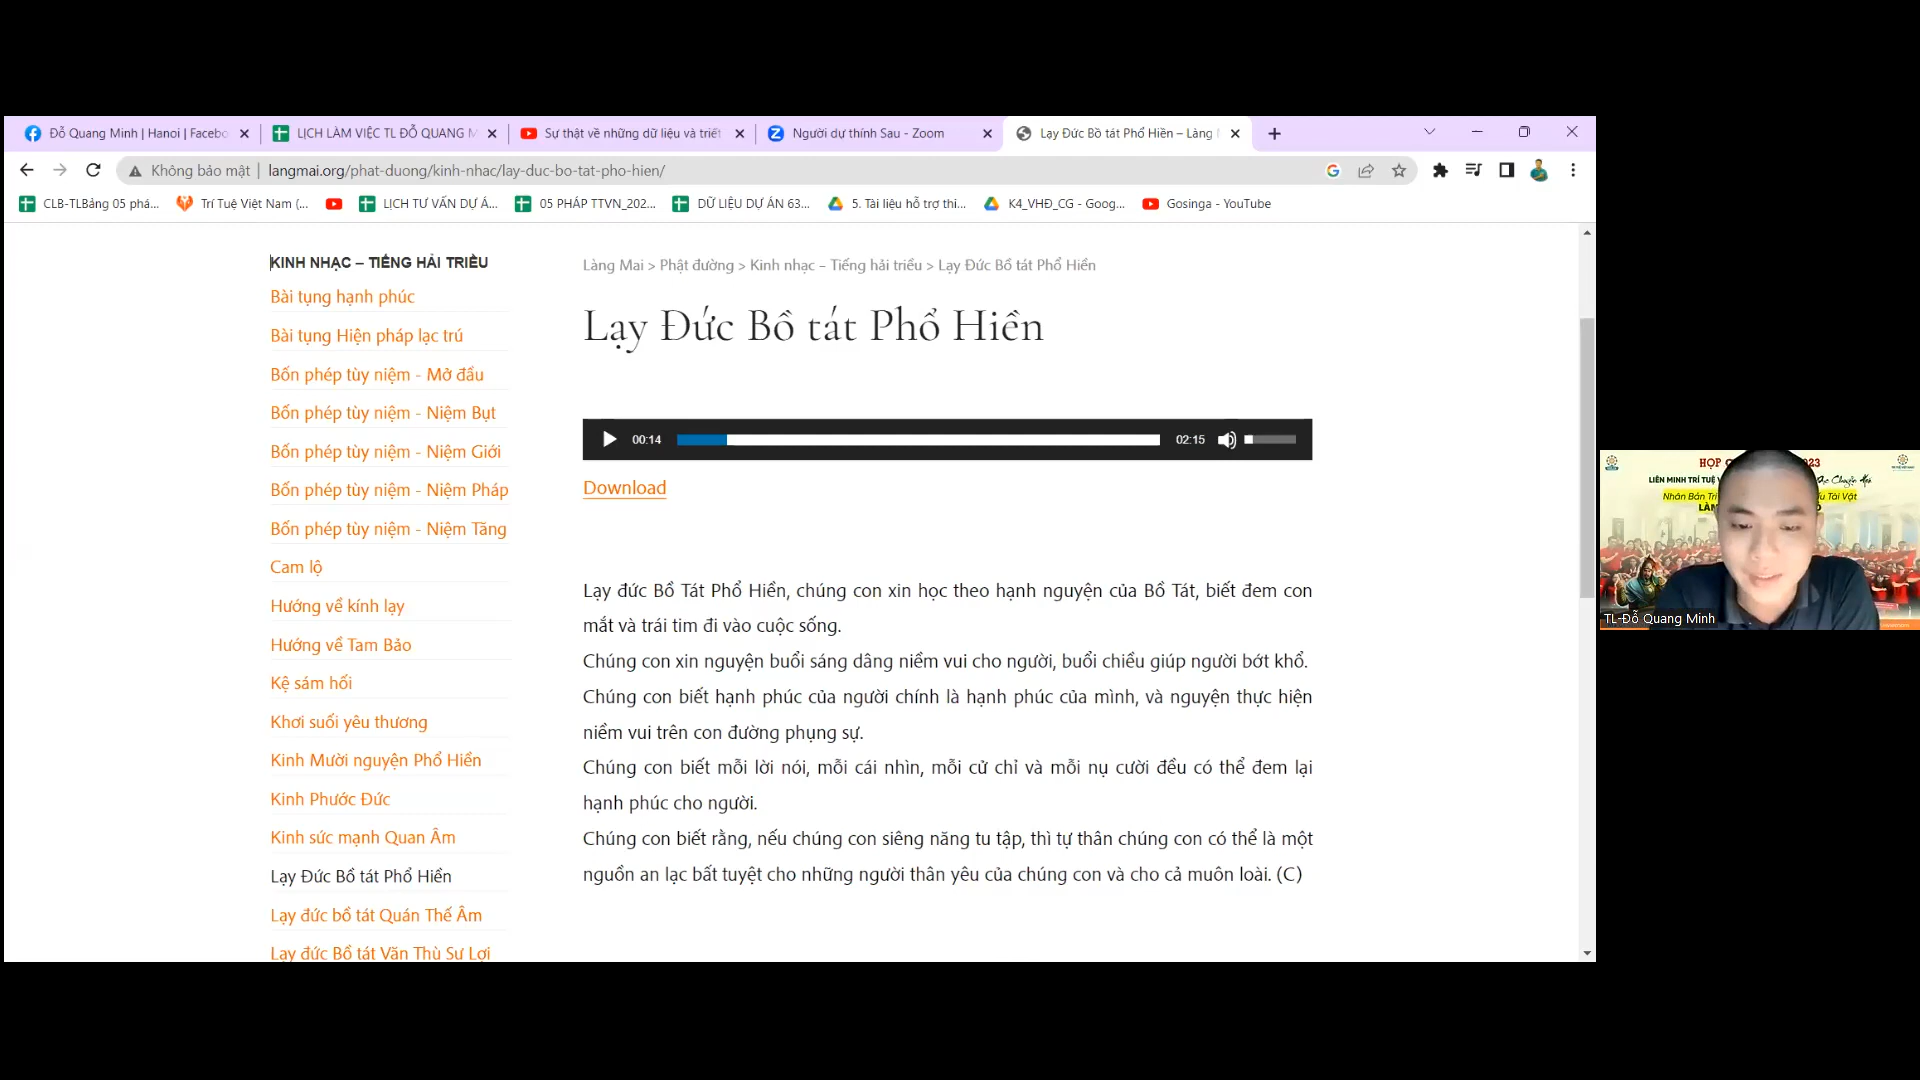 Đỗ Quang Minh | Hanoi | Facebo
LỊCH LÀM VIỆC TL ĐỖ QUANG M
Sự thật về những dữ liệu và triết
Người dự thính Sau - Zoom
Lạy Đức Bồ tát Phổ Hiền – Làng
Không bảo mật
langmai.org/phat-duong/kinh-nhac/lay-duc-bo-tat-pho-hien/
CLB-TLBảng 05 phá...
Trí Tuệ Việt Nam (...
LỊCH TƯ VẤN DỰ Á...
05 PHÁP TTVN_202...
DỮ LIỆU DỰ ÁN 63...
5. Tài liệu hỗ trợ thi...
K4_VHĐ_CG - Goog...
Gosinga - YouTube
KINH NHẠC – TIẾNG HẢI TRIỀU
Bài tụng hạnh phúc
Bài tụng Hiện pháp lạc trú
Bốn phép tùy niệm - Mở đầu
Bốn phép tùy niệm - Niệm Bụt
Bốn phép tùy niệm - Niệm Giới
Bốn phép tùy niệm - Niệm Pháp
Bốn phép tùy niệm - Niệm Tăng
Cam lộ
Hướng về kính lạy
Hướng về Tam Bảo
Kệ sám hối
Khơi suối yêu thương
Kinh Mười nguyện Phổ Hiền
Kinh Phước Đức
Kinh sức mạnh Quan Âm
Lạy Đức Bồ tát Phổ Hiền
Lạy đức bồ tát Quán Thế Âm
Lạy đức Bồ tát Văn Thù Sư Lợi
Làng Mai > Phật đường > Kinh nhạc – Tiếng hải triều > Lạy Đức Bồ tát Phổ Hiền
Lạy Đức Bồ tát Phổ Hiền
00:14
02:15
Download
Lạy đức Bồ Tát Phổ Hiền, chúng con xin học theo hạnh nguyện của Bồ Tát, biết đem con
mắt và trái tim đi vào cuộc sống.
Chúng con xin nguyện buổi sáng dâng niềm vui cho người, buổi chiều giúp người bớt khổ.
Chúng con biết hạnh phúc của người chính là hạnh phúc của mình, và nguyện thực hiện
niềm vui trên con đường phụng sự.
Chúng con biết mỗi lời nói, mỗi cái nhìn, mỗi cử chỉ và mỗi nụ cười đều có thể đem lại
hạnh phúc cho người.
Chúng con biết rằng, nếu chúng con siêng năng tu tập, thì tự thân chúng con có thể là một
nguồn an lạc bất tuyệt cho những người thân yêu của chúng con và cho cả muôn loài. (C)
HỌP
LIÊN MINH TRÍ TUỆ
Nhân Bản Tri
Tài Vật
TL-Đỗ Quang Minh